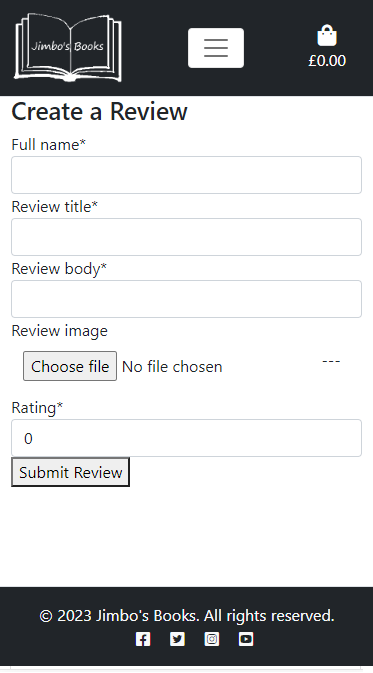 Jimbo's Books
£0.00
Create a Review
Full name*
Review title*
Review body*
Review image
Choose file No file chosen ---
Rating*
0
Submit Review
© 2023 Jimbo's Books. All rights reserved.